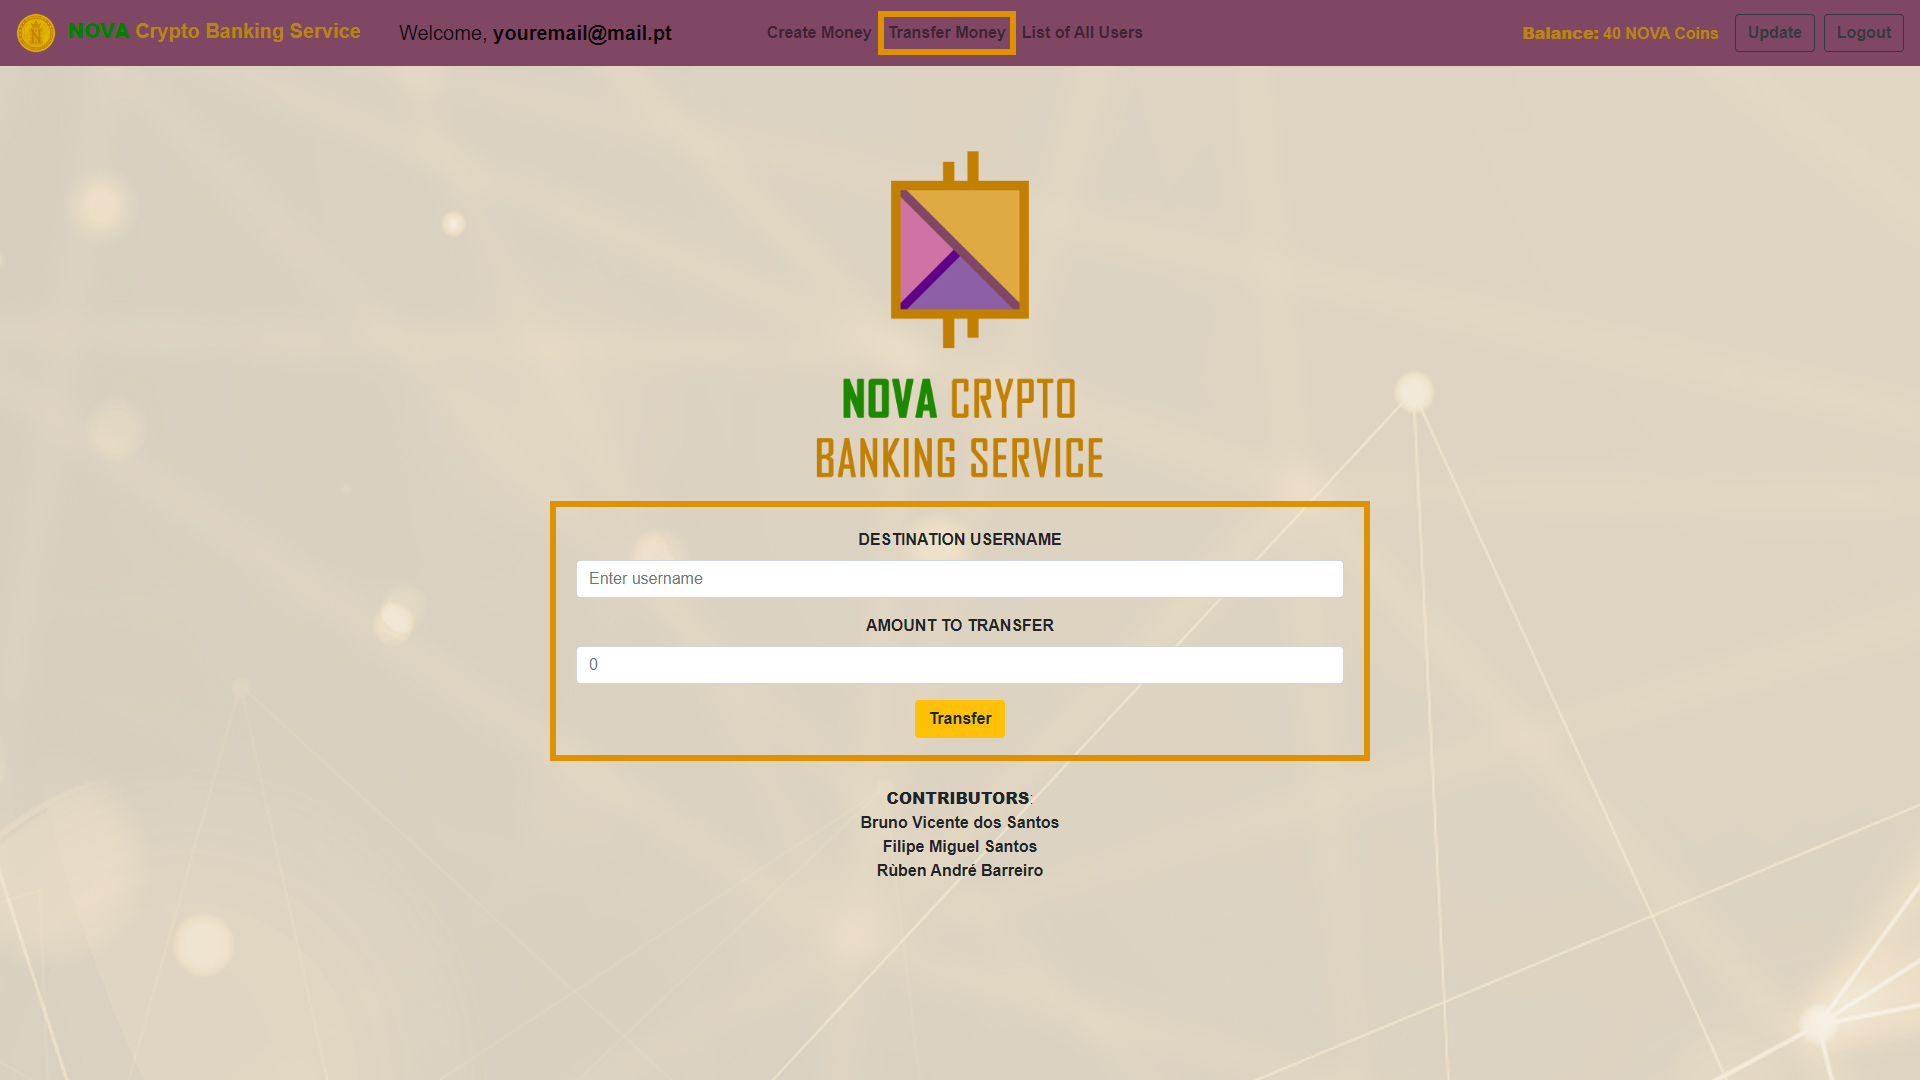 NOVA Crypto Banking Service
Welcome, youremail@mail.pt
Create Money
Transfer Money
List of All Users
Balance: 40 NOVA Coins
Update
Logout
NOVA CRYPTO
BANKING SERVICE
DESTINATION USERNAME
Enter username
AMOUNT TO TRANSFER
0
Transfer
CONTRIBUTORS:
Bruno Vicente dos Santos
Filipe Miguel Santos
Rùben André Barreiro